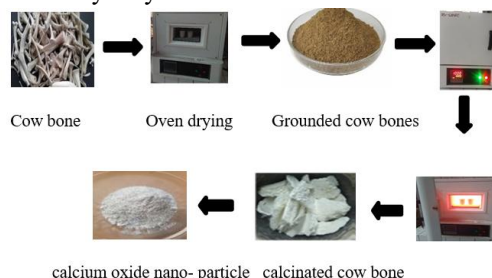 Cow bone
Oven drying
Grounded cow bones
calcium oxide nano- particle
calcinated cow bone